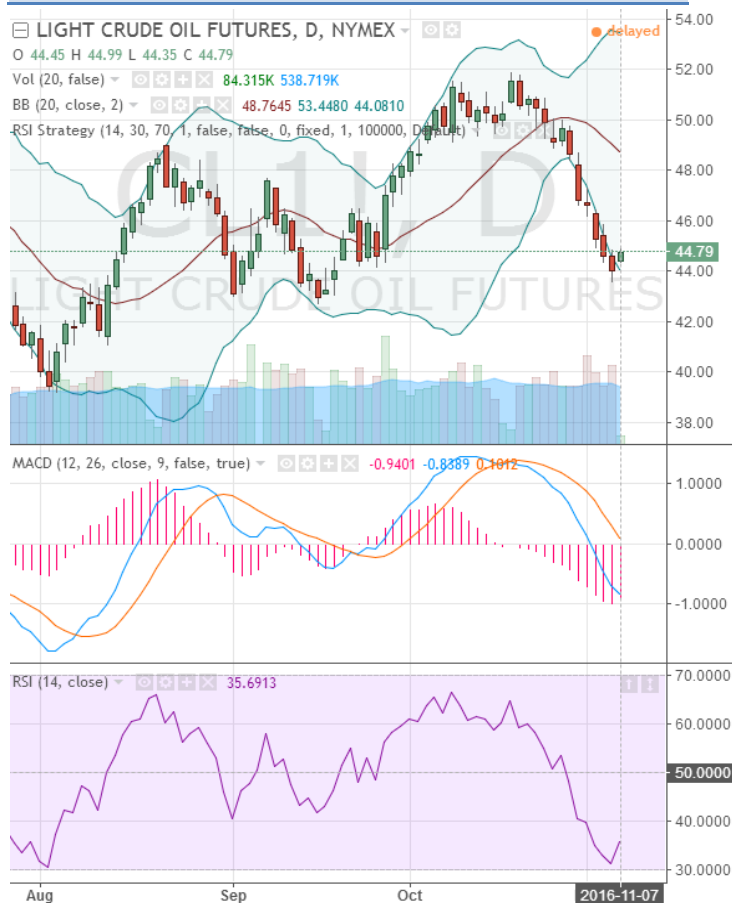 LIGHT CRUDE OIL FUTURES, D, NYMEX
delayed
O 44.45 H 44.99 L 44.35 C 44.79
Vol (20, false) 84.315K 538.719K
BB (20, close, 2) 48.7645 53.4480 44.0810
RSI Strategy (14, 30, 70, 1, false, false, 0, fixed, 1, 100000, Default)
CL1!, D
LIGHT CRUDE OIL FUTURES
54.00
52.00
50.00
48.00
46.00
44.79
44.00
42.00
40.00
38.00
MACD (12, 26, close, 9, false, true) -0.9401 -0.8389 0.1012
1.0000
0.0000
-1.0000
RSI (14, close) 35.6913
70.0000
60.0000
50.0000
40.0000
30.0000
Aug Sep Oct 2016-11-07